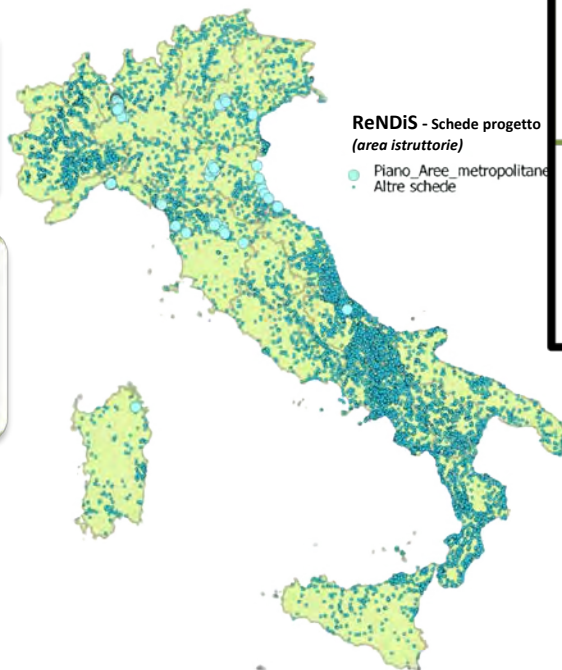 ReNDiS - Schede progetto
(area istruttorie)
Piano_Aree_metropolitane
Altre schede